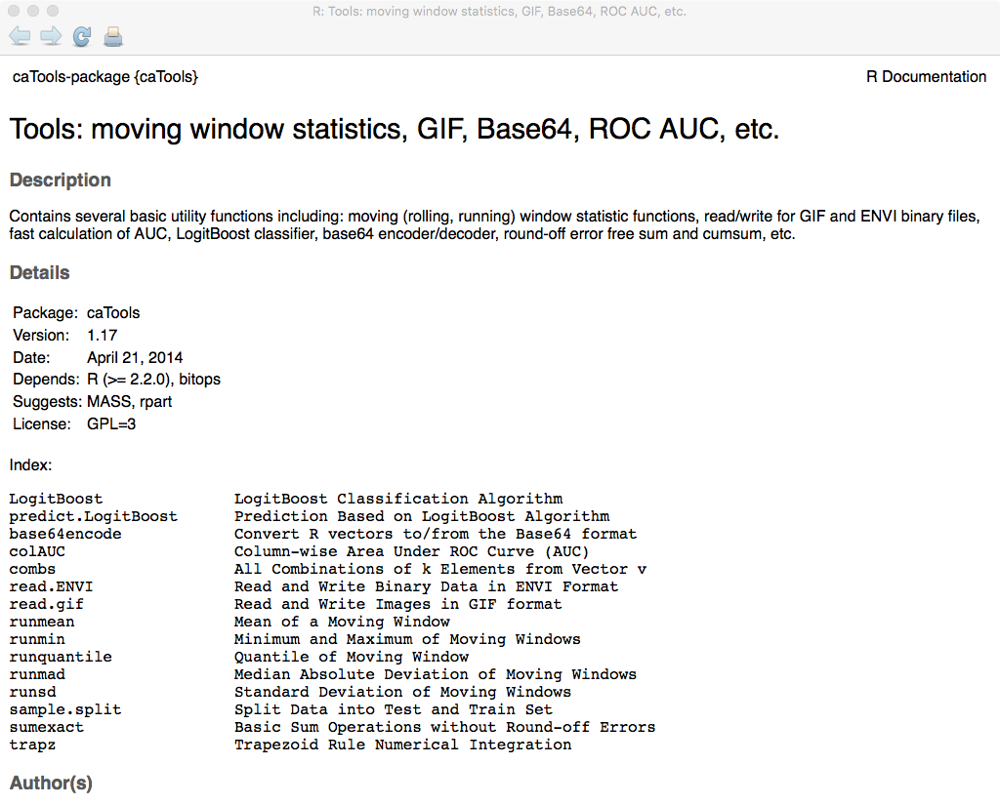 R: Tools: moving window statistics, GIF, Base64, ROC AUC, etc.
caTools-package {caTools} R Documentation
Tools: moving window statistics, GIF, Base64, ROC AUC, etc.
Description
Contains several basic utility functions including: moving (rolling, running) window statistic functions, read/write for GIF and ENVI binary files,
fast calculation of AUC, LogitBoost classifier, base64 encoder/decoder, round-off error free sum and cumsum, etc.
Details
Package: caTools
Version: 1.17
Date: April 21, 2014
Depends: R (>= 2.2.0), bitops
Suggests: MASS, rpart
License: GPL=3
Index:
LogitBoost LogitBoost Classification Algorithm
predict.LogitBoost Prediction Based on LogitBoost Algorithm
base64encode Convert R vectors to/from the Base64 format
colAUC Column-wise Area Under ROC Curve (AUC)
combs All Combinations of k Elements from Vector v
read.ENVI Read and Write Binary Data in ENVI Format
read.gif Read and Write Images in GIF format
runmean Mean of a Moving Window
runmin Minimum and Maximum of Moving Windows
runquantile Quantile of Moving Window
runmad Median Absolute Deviation of Moving Windows
runsd Standard Deviation of Moving Windows
sample.split Split Data into Test and Train Set
sumexact Basic Sum Operations without Round-off Errors
trapz Trapezoid Rule Numerical Integration
Author(s)